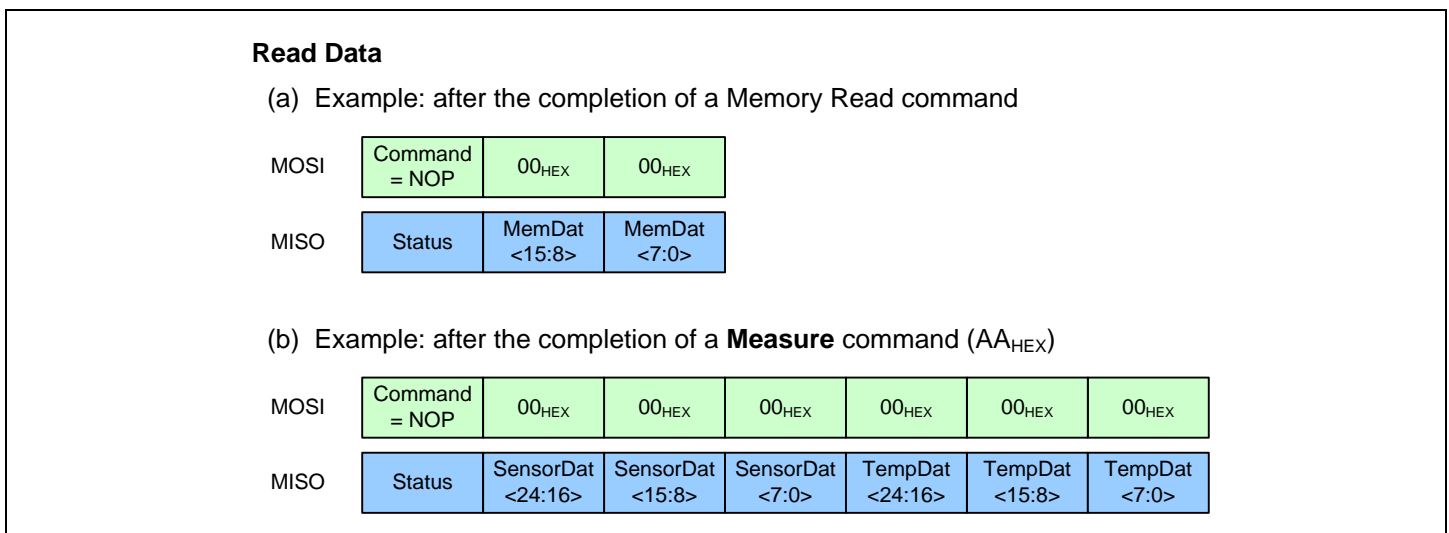 Read Data
(a) Example: after the completion of a Memory Read command
MOSI Command = NOP 00HEX 00HEX
MISO Status MemDat <15:8> MemDat <7:0>
(b) Example: after the completion of a Measure command (AAHEX)
MOSI Command = NOP 00HEX 00HEX 00HEX 00HEX 00HEX 00HEX
MISO Status SensorDat <24:16> SensorDat <15:8> SensorDat <7:0> TempDat <24:16> TempDat <15:8> TempDat <7:0>